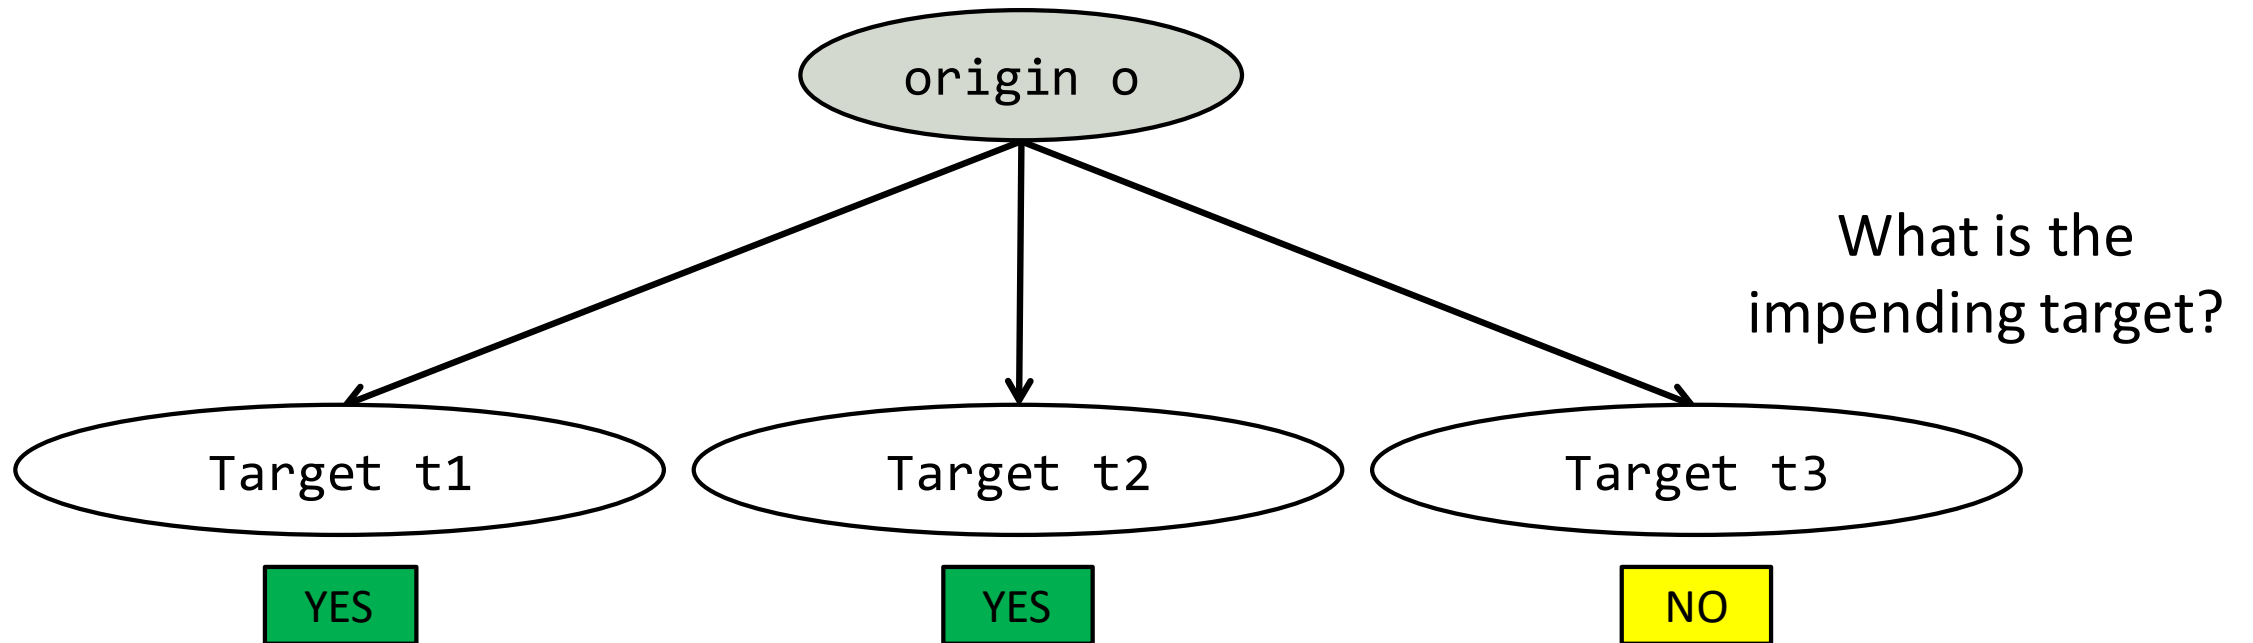 origin o
What is the
impending target?
Target t1
Target t2
Target t3
YES
YES
NO